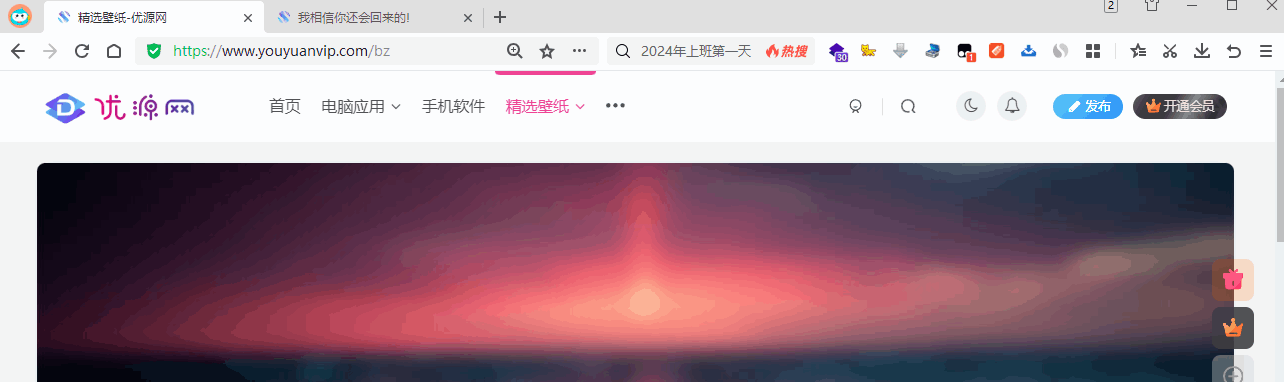 精选壁纸-优源网
我相信你还会回来的!
2
https://www.youyuanvip.com/bz
2024年上班第一天
热搜
30
1
优源网
首页
电脑应用
手机软件
精选壁纸
发布
开通会员